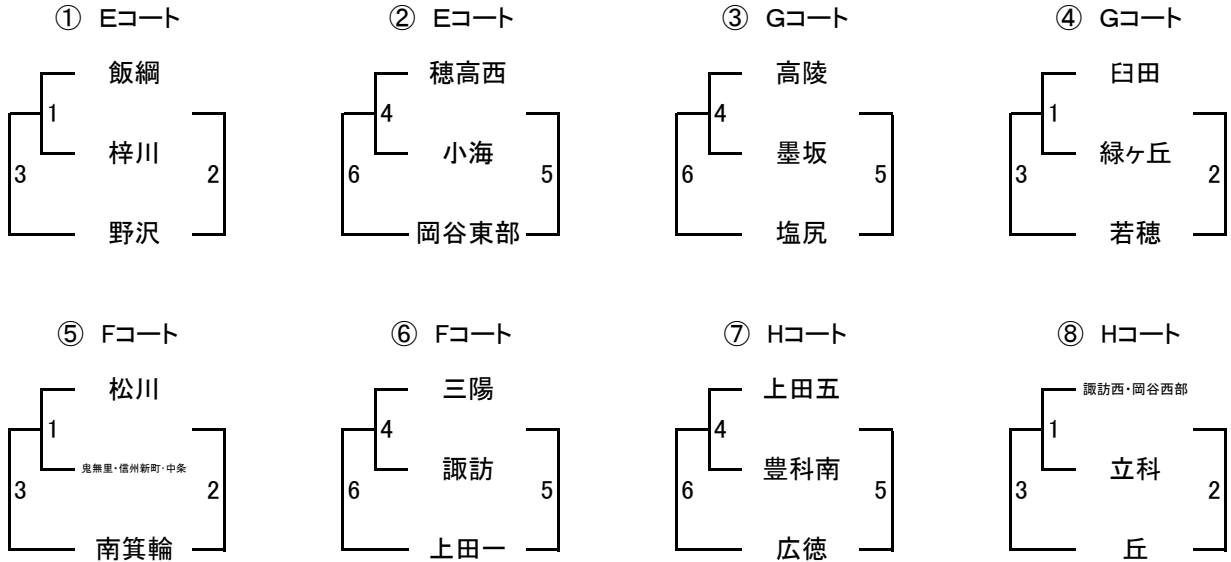 ① Eコート
飯綱
1
梓川
3
2
野沢
② Eコート
穂高西
4
小海
6
5
岡谷東部
③ Gコート
高陵
4
墨坂
6
5
塩尻
④ Gコート
臼田
1
緑ヶ丘
3
2
若穂
⑤ Fコート
松川
1
鬼無里・信州新町・中条
3
2
南箕輪
⑥ Fコート
三陽
4
諏訪
6
5
上田一
⑦ Hコート
上田五
4
豊科南
6
5
広徳
⑧ Hコート
諏訪西・岡谷西部
1
立科
3
2
丘